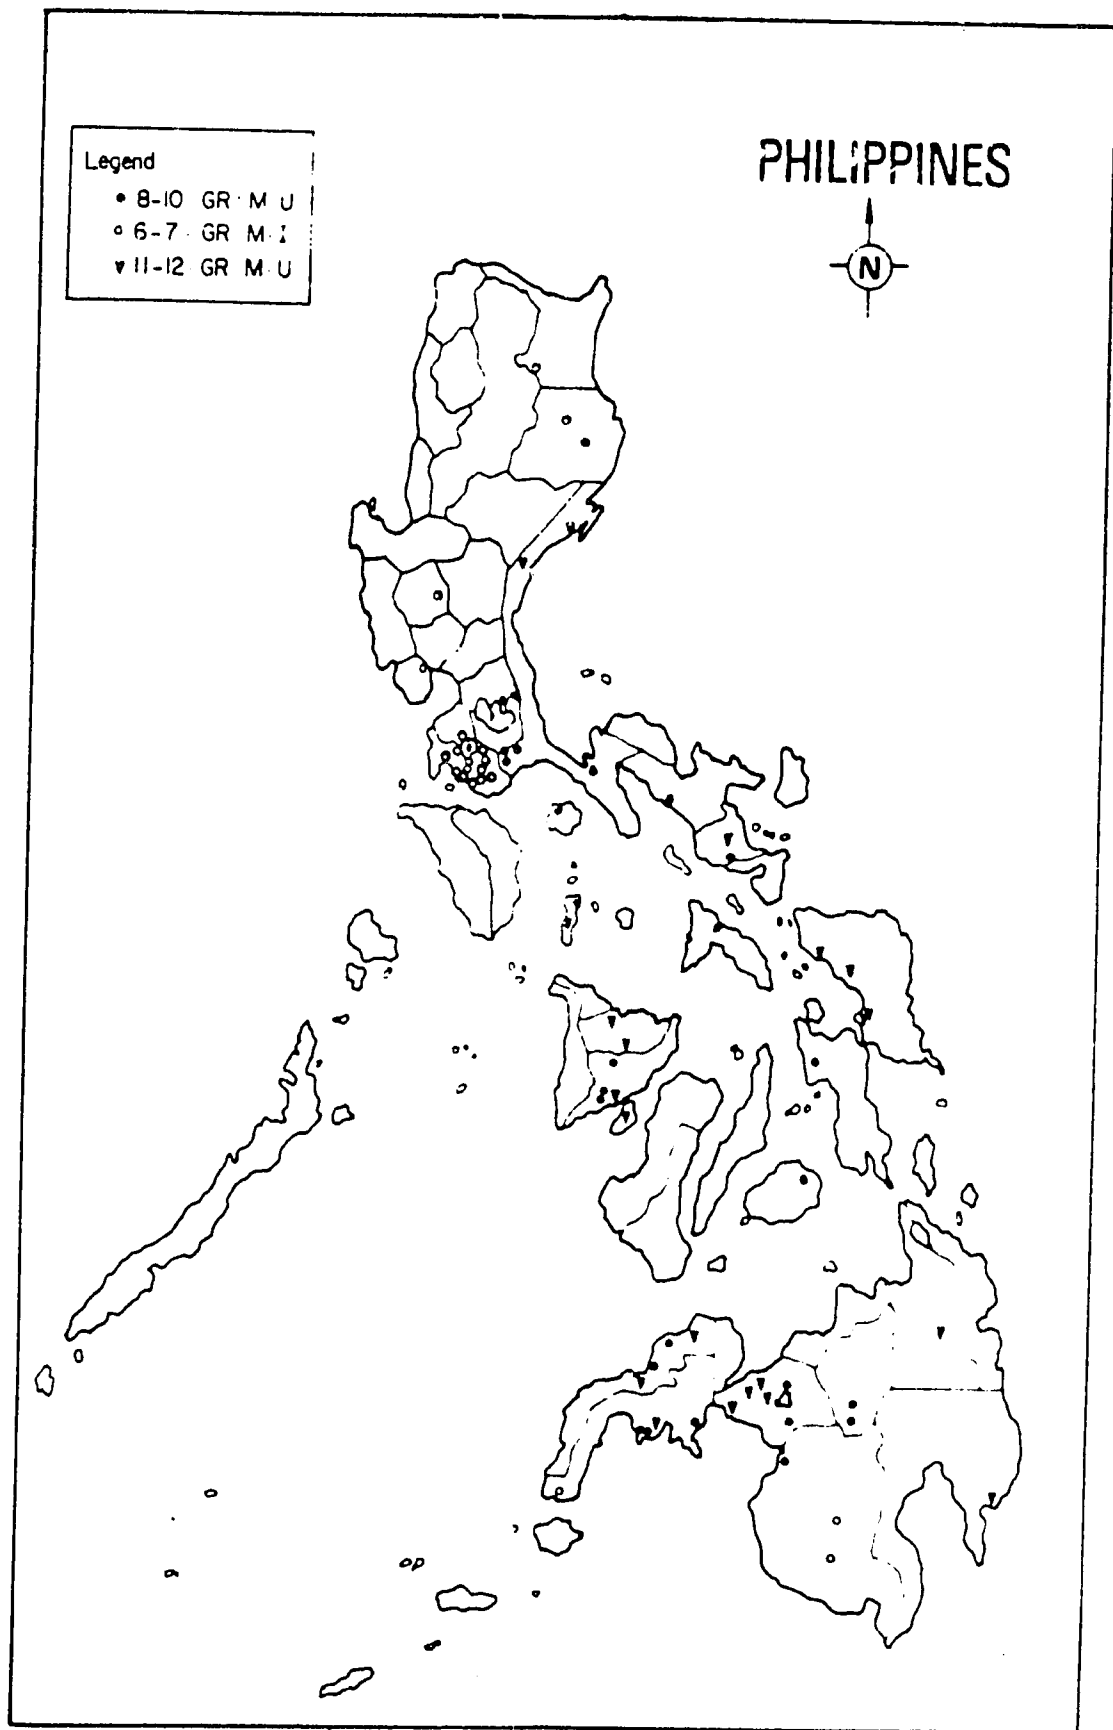 Legend
• 8-10 GR M U
○ 6-7 GR M I
▼ 11-12 GR M U
PHILIPPINES
N